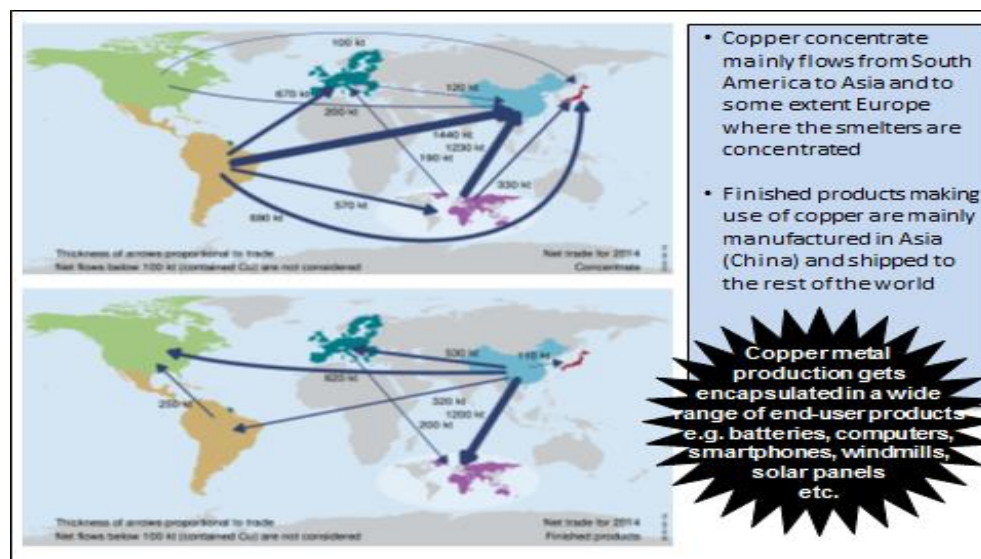 100 kt
670 kt
120 kt
200 kt
1440 kt
1230 kt
190 kt
330 kt
570 kt
690 kt
Thickness of arrows proportional to trade
Net flows below 100 kt (contained Cu) are not considered
Net trade for 2014
Concentrate
530 kt
110 kt
620 kt
250 kt
320 kt
1200 kt
200 kt
Thickness of arrows proportional to trade
Net flows below 100 kt (contained Cu) are not considered
Net trade for 2014
Finished products
• Copper concentrate
mainly flows from South
America to Asia and to
some extent Europe
where the smelters are
concentrated
• Finished products making
use of copper are mainly
manufactured in Asia
(China) and shipped to
the rest of the world
Copper metal
production gets
encapsulated in a wide
range of end-user products
e.g. batteries, computers,
smartphones, windmills,
solar panels
etc.